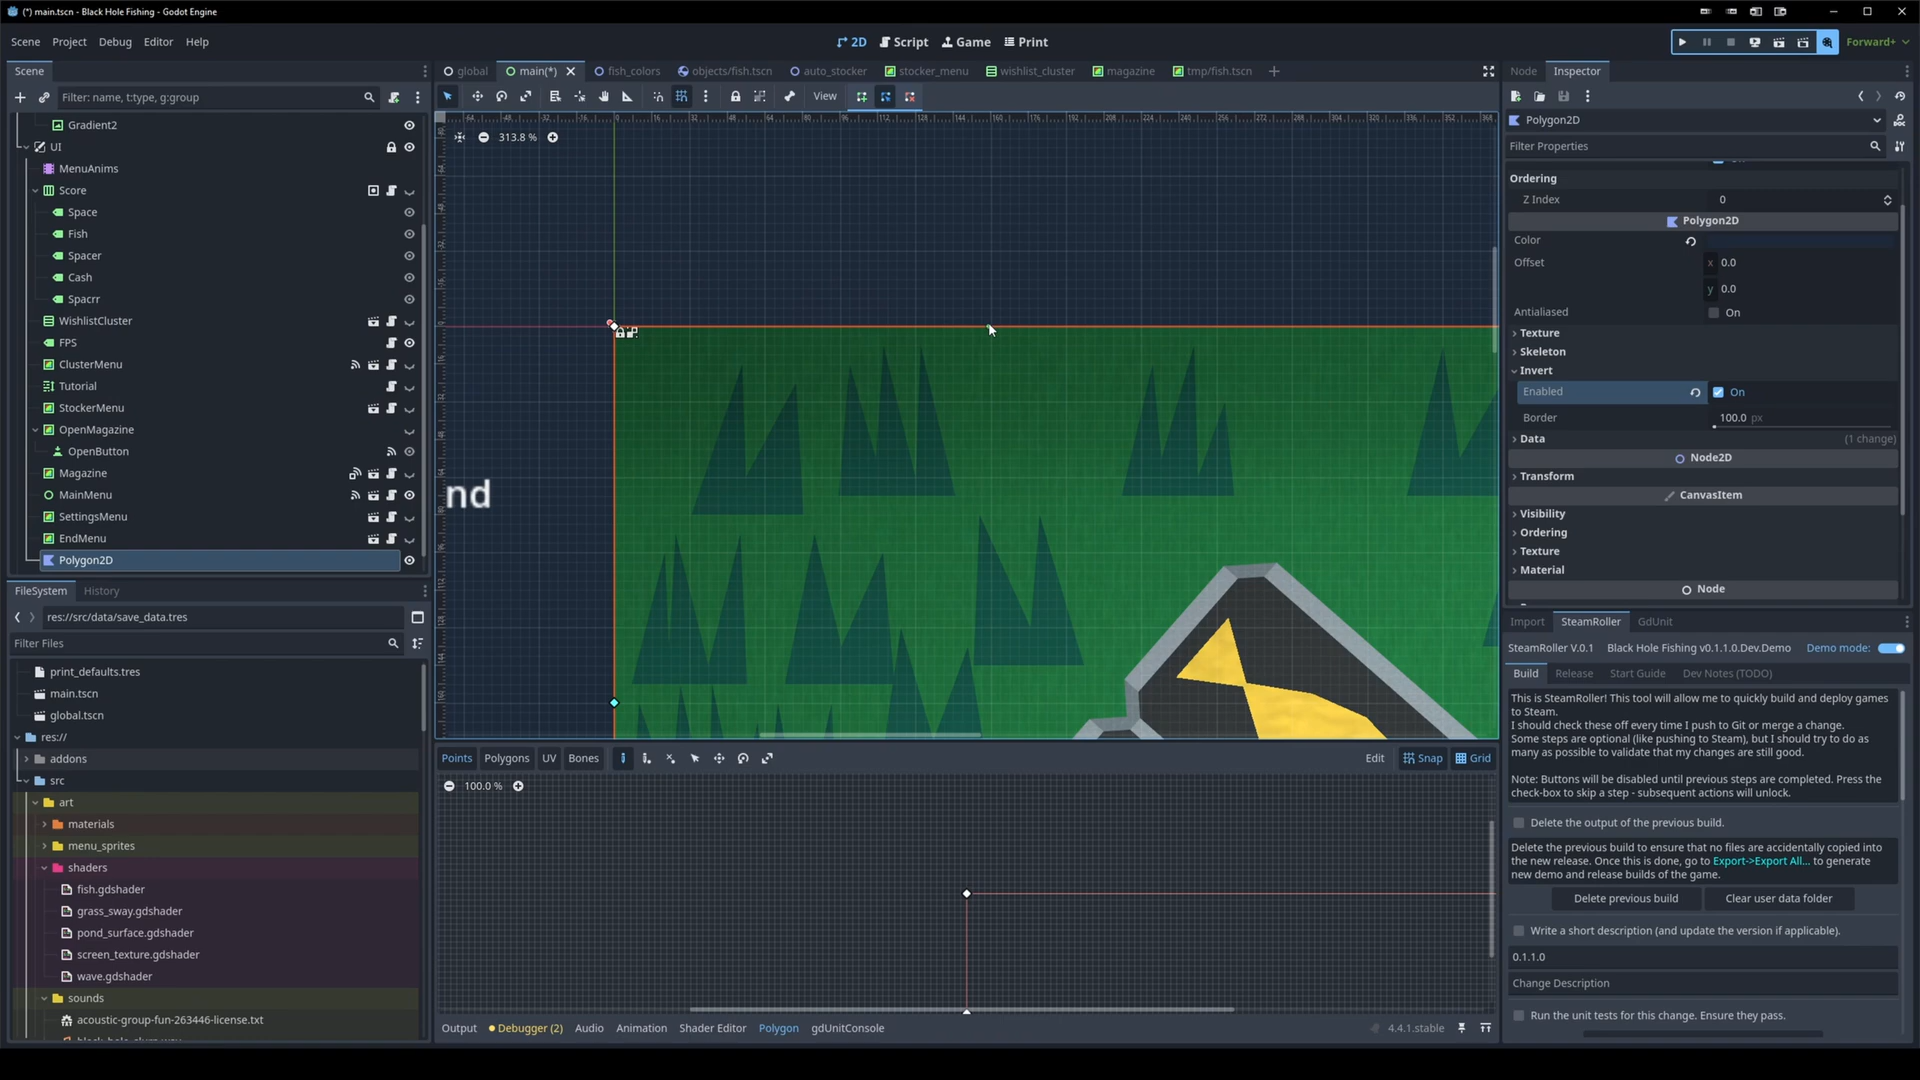 (*) main.tscn - Black Hole Fishing - Godot Engine
Scene Project Debug Editor Help
2D Script Game Print
Forward+
Scene
Filter: name, t:type, g:group
Gradient2
UI
MenuAnims
Score
Space
Fish
Spacer
Cash
Spacrr
WishlistCluster
FPS
ClusterMenu
Tutorial
StockerMenu
OpenMagazine
OpenButton
Magazine
MainMenu
SettingsMenu
EndMenu
Polygon2D
FileSystem History
res://src/data/save_data.tres
Filter Files
print_defaults.tres
main.tscn
global.tscn
res://
addons
src
art
materials
menu_sprites
shaders
fish.gdshader
grass_sway.gdshader
pond_surface.gdshader
screen_texture.gdshader
wave.gdshader
sounds
acoustic-group-fun-263446-license.txt
global main(*) fish_colors objects/fish.tscn auto_stocker stocker_menu wishlist_cluster magazine tmp/fish.tscn
View
313.8 %
nd
Points Polygons UV Bones Edit Snap Grid
100.0 %
Output Debugger (2) Audio Animation Shader Editor Polygon gdUnitConsole 4.4.1.stable
Node Inspector
Polygon2D
Filter Properties
Ordering
Z Index 0
Polygon2D
Color
Offset x 0.0
y 0.0
Antialiased On
Texture
Skeleton
Invert
Enabled On
Border 100.0 px
Data (1 change)
Node2D
Transform
CanvasItem
Visibility
Ordering
Texture
Material
Node
Import SteamRoller GdUnit
SteamRoller V.0.1 Black Hole Fishing v0.1.1.0.Dev.Demo Demo mode:
Build Release Start Guide Dev Notes (TODO)
This is SteamRoller! This tool will allow me to quickly build and deploy games
to Steam.
I should check these off every time I push to Git or merge a change.
Some steps are optional (like pushing to Steam), but I should try to do as
many as possible to validate that my changes are still good.
Note: Buttons will be disabled until previous steps are completed. Press the
check-box to skip a step - subsequent actions will unlock.
Delete the output of the previous build.
Delete the previous build to ensure that no files are accidentally copied into
the new release. Once this is done, go to Export->Export All... to generate
new demo and release builds of the game.
Delete previous build Clear user data folder
Write a short description (and update the version if applicable).
0.1.1.0
Change Description
Run the unit tests for this change. Ensure they pass.